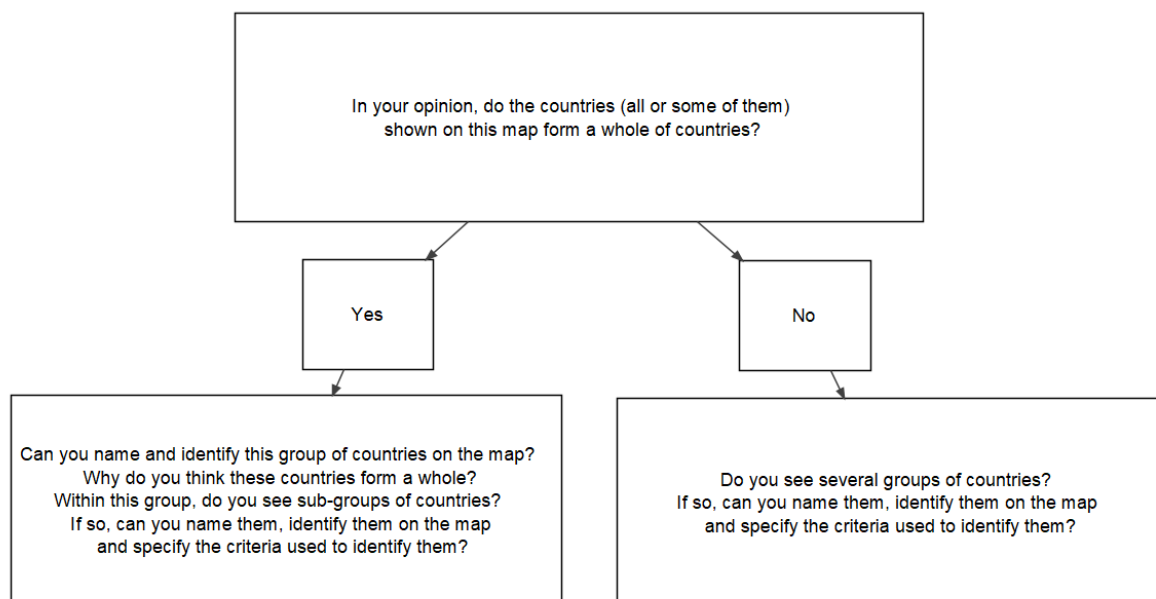 In your opinion, do the countries (all or some of them)
shown on this map form a whole of countries?
Yes
No
Can you name and identify this group of countries on the map?
Why do you think these countries form a whole?
Within this group, do you see sub-groups of countries?
If so, can you name them, identify them on the map
and specify the criteria used to identify them?
Do you see several groups of countries?
If so, can you name them, identify them on the map
and specify the criteria used to identify them?